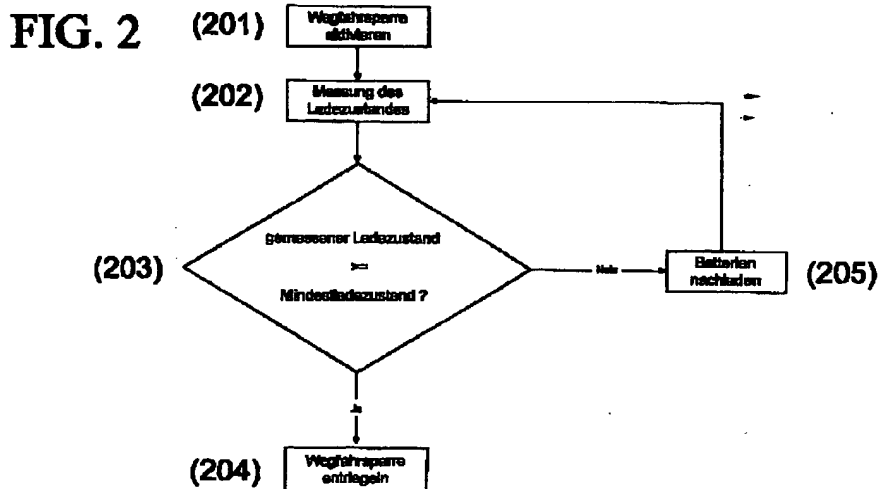 FIG. 2
(201)
Wegfahrsperre
aktivieren
(202)
Messung des
Ladezustandes
(203)
gemessener Ladezustand
>=
Mindestladezustand ?
Nein
Batterien
nachladen
(205)
Ja
(204)
Wegfahrsperre
entriegeln